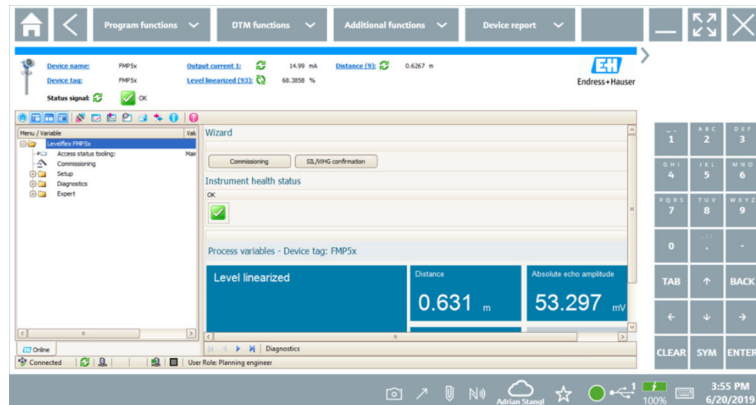 Program functions DTM functions Additional functions Device report
Device name: FMP5x Output current 1: 14.99 mA Distance (9): 0.6267 m
Device tag: FMP5x Level linearized (93): 68.3858 %
Status signal: OK
E+H
Endress+Hauser
Menu / Variable Valu
Levelflex FMP5x
Access status tooling: Mai
Commissioning
Setup
Diagnostics
Expert
Wizard
Commissioning SIL/WHG confirmation
Instrument health status
OK
Process variables - Device tag: FMP5x
Level linearized
Distance
0.631 m
Absolute echo amplitude
53.297 mV
Online
Diagnostics
Connected User Role: Planning engineer
1 ABC 2 DEF 3
GHI 4 JKL 5 MNO 6
PQRS 7 TUV 8 WXYZ 9
0 . -
TAB BACK
CLEAR SYM ENTER
Adrian Stangl
1
100%
3:55 PM
6/20/2019